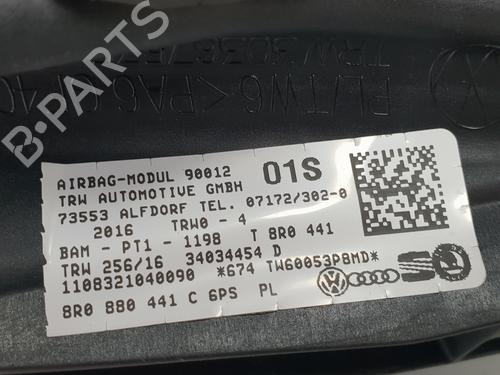 AIRBAG-MODUL 90012 01S
TRW AUTOMOTIVE GMBH
73553 ALFDORF TEL. 07172/302-0
2016 TRW0 - 4
BAM - PT1 - 1198 T 8R0 441
TRW 256/16 34034454 D
1108321040090 *674 TW60053P8MD*
8R0 880 441 C 6PS PL